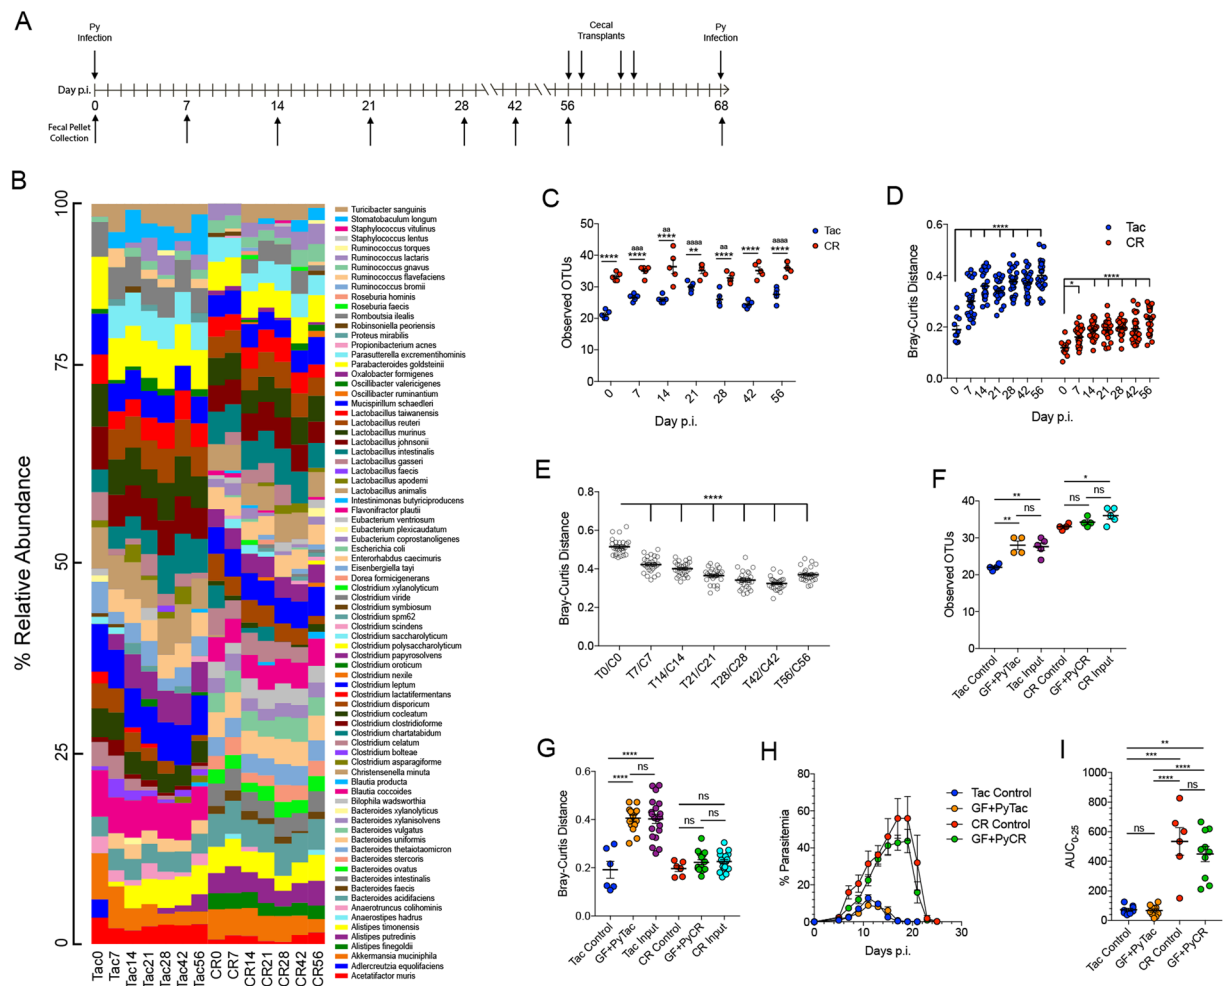 A
Py
Infection
Cecal
Transplants
Py
Infection
Day p.i.
0 7 14 21 28 42 56 68
Fecal Pellet
Collection
B
% Relative Abundance
100
75
50
25
0
Tac0
Tac7
Tac14
Tac21
Tac28
Tac42
Tac56
CR0
CR7
CR14
CR21
CR28
CR42
CR56
Turicibacter sanguinis
Stomatobaculum longum
Staphylococcus vitulinus
Staphylococcus lentus
Ruminococcus torques
Ruminococcus lactaris
Ruminococcus gnavus
Ruminococcus flavefaciens
Ruminococcus bromii
Roseburia hominis
Roseburia faecis
Romboutsia ilealis
Robinsoniella peoriensis
Proteus mirabilis
Propionibacterium acnes
Parasutterella excrementihominis
Parabacteroides goldsteinii
Oxalobacter formigenes
Oscillibacter valericigenes
Oscillibacter ruminantium
Mucispirillum schaedleri
Lactobacillus taiwanensis
Lactobacillus reuteri
Lactobacillus murinus
Lactobacillus johnsonii
Lactobacillus intestinalis
Lactobacillus gasseri
Lactobacillus faecis
Lactobacillus apodemi
Lactobacillus animalis
Intestinimonas butyriciproducens
Flavonifractor plautii
Eubacterium ventriosum
Eubacterium plexicaudatum
Eubacterium coprostanoligenes
Escherichia coli
Enterorhabdus caecimuris
Eisenbergiella tayi
Dorea formicigenerans
Clostridium xylanolyticum
Clostridium viride
Clostridium symbiosum
Clostridium spm62
Clostridium scindens
Clostridium saccharolyticum
Clostridium polysaccharolyticum
Clostridium papyrosolvens
Clostridium oroticum
Clostridium nexile
Clostridium leptum
Clostridium lactatifermentans
Clostridium disporicum
Clostridium cocleatum
Clostridium clostridioforme
Clostridium chartatabidum
Clostridium celatum
Clostridium bolteae
Clostridium asparagiforme
Christensenella minuta
Blautia producta
Blautia coccoides
Bilophila wadsworthia
Bacteroides xylanolyticus
Bacteroides xylanisolvens
Bacteroides vulgatus
Bacteroides uniformis
Bacteroides thetaiotaomicron
Bacteroides stercoris
Bacteroides ovatus
Bacteroides intestinalis
Bacteroides faecis
Bacteroides acidifaciens
Anaerotruncus colihominis
Anaerostipes hadrus
Alistipes timonensis
Alistipes putredinis
Alistipes finegoldii
Akkermansia muciniphila
Adlercreutzia equolifaciens
Acetatifactor muris
C
Observed OTUs
50
40
30
20
10
0
****
aaa
****
aa
****
aaaa
**
aa
****
****
aaaa
****
Tac
CR
0 7 14 21 28 42 56
Day p.i.
D
Bray-Curtis Distance
0.6
0.4
0.2
0.0
****
*
****
Tac
CR
0 7 14 21 28 42 56 0 7 14 21 28 42 56
Day p.i.
E
Bray-Curtis Distance
0.8
0.6
0.4
0.2
0.0
****
T0/C0
T7/C7
T14/C14
T21/C21
T28/C28
T42/C42
T56/C56
F
Observed OTUs
40
30
20
10
0
**
**
ns
*
ns
ns
Tac Control
GF+PyTac
Tac Input
CR Control
GF+PyCR
CR Input
G
Bray-Curtis Distance
0.6
0.4
0.2
0.0
****
****
ns
ns
ns
ns
Tac Control
GF+PyTac
Tac Input
CR Control
GF+PyCR
CR Input
H
% Parasitemia
80
60
40
20
0
0 10 20 30
Days p.i.
Tac Control
GF+PyTac
CR Control
GF+PyCR
I
AUC0-25
1000
800
600
400
200
0
**
***
****
****
ns
ns
Tac Control
GF+PyTac
CR Control
GF+PyCR